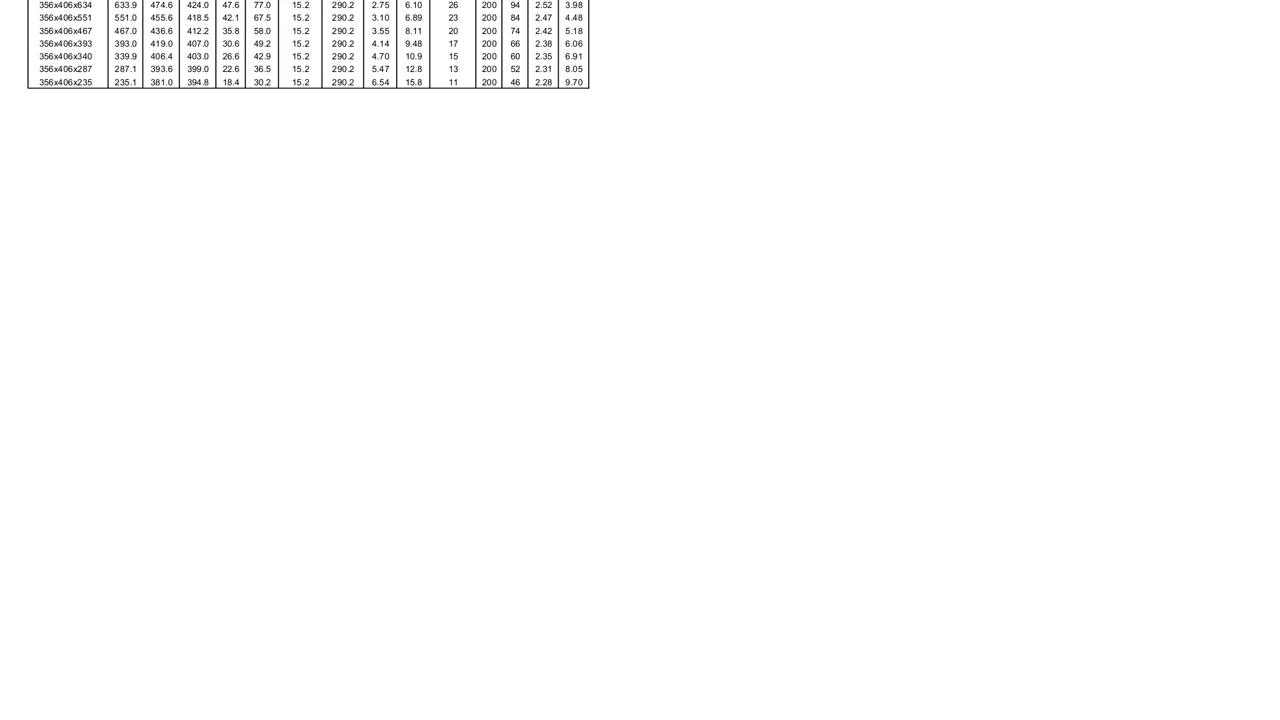 356x406x634 633.9 474.6 424.0 47.6 77.0 15.2 290.2 2.75 6.10 26 200 94 2.52 3.98
356x406x551 551.0 455.6 418.5 42.1 67.5 15.2 290.2 3.10 6.89 23 200 84 2.47 4.48
356x406x467 467.0 436.6 412.2 35.8 58.0 15.2 290.2 3.55 8.11 20 200 74 2.42 5.18
356x406x393 393.0 419.0 407.0 30.6 49.2 15.2 290.2 4.14 9.48 17 200 66 2.38 6.06
356x406x340 339.9 406.4 403.0 26.6 42.9 15.2 290.2 4.70 10.9 15 200 60 2.35 6.91
356x406x287 287.1 393.6 399.0 22.6 36.5 15.2 290.2 5.47 12.8 13 200 52 2.31 8.05
356x406x235 235.1 381.0 394.8 18.4 30.2 15.2 290.2 6.54 15.8 11 200 46 2.28 9.70